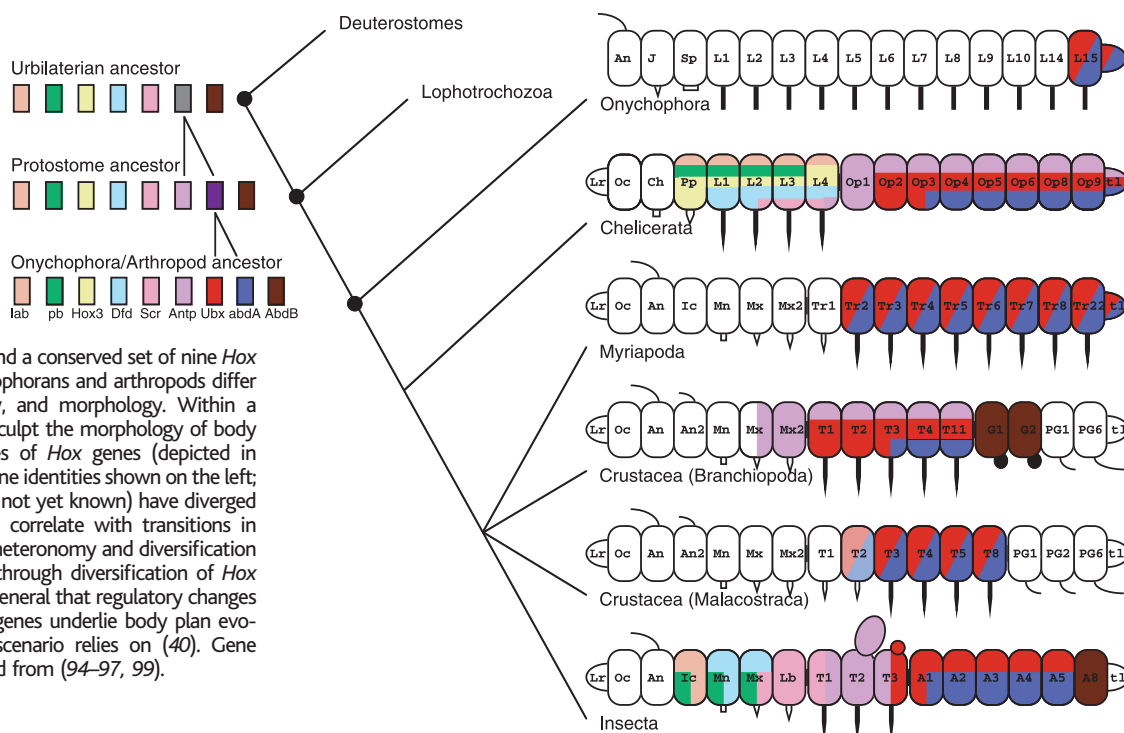 Deuterostomes
Urbilaterian ancestor
Lophotrochozoa
Protostome ancestor
Onychophora/Arthropod ancestor
lab pb Hox3 Dfd Scr Antp Ubx abdA AbdB
nd a conserved set of nine Hox
ophorans and arthropods differ
, and morphology. Within a
culpt the morphology of body
es of Hox genes (depicted in
ne identities shown on the left;
not yet known) have diverged
correlate with transitions in
eteronomy and diversification
through diversification of Hox
eneral that regulatory changes
genes underlie body plan evo-
scenario relies on (40). Gene
d from (94–97, 99).
An J Sp L1 L2 L3 L4 L5 L6 L7 L8 L9 L10 L14 L15
Onychophora
Lr Oc Ch Pp L1 L2 L3 L4 Op1 Op2 Op3 Op4 Op5 Op6 Op8 Op9 tl
Chelicerata
Lr Oc An Ic Mn Mx Mx2 Tr1 Tr2 Tr3 Tr4 Tr5 Tr6 Tr7 Tr8 Tr22 tl
Myriapoda
Lr Oc An An2 Mn Mx Mx2 T1 T2 T3 T4 T11 G1 G2 PG1 PG6 tl
Crustacea (Branchiopoda)
Lr Oc An An2 Mn Mx Mx2 T1 T2 T3 T4 T5 T8 PG1 PG2 PG6 tl
Crustacea (Malacostraca)
Lr Oc An Ic Mn Mx Lb T1 T2 T3 A1 A2 A3 A4 A5 A8 tl
Insecta